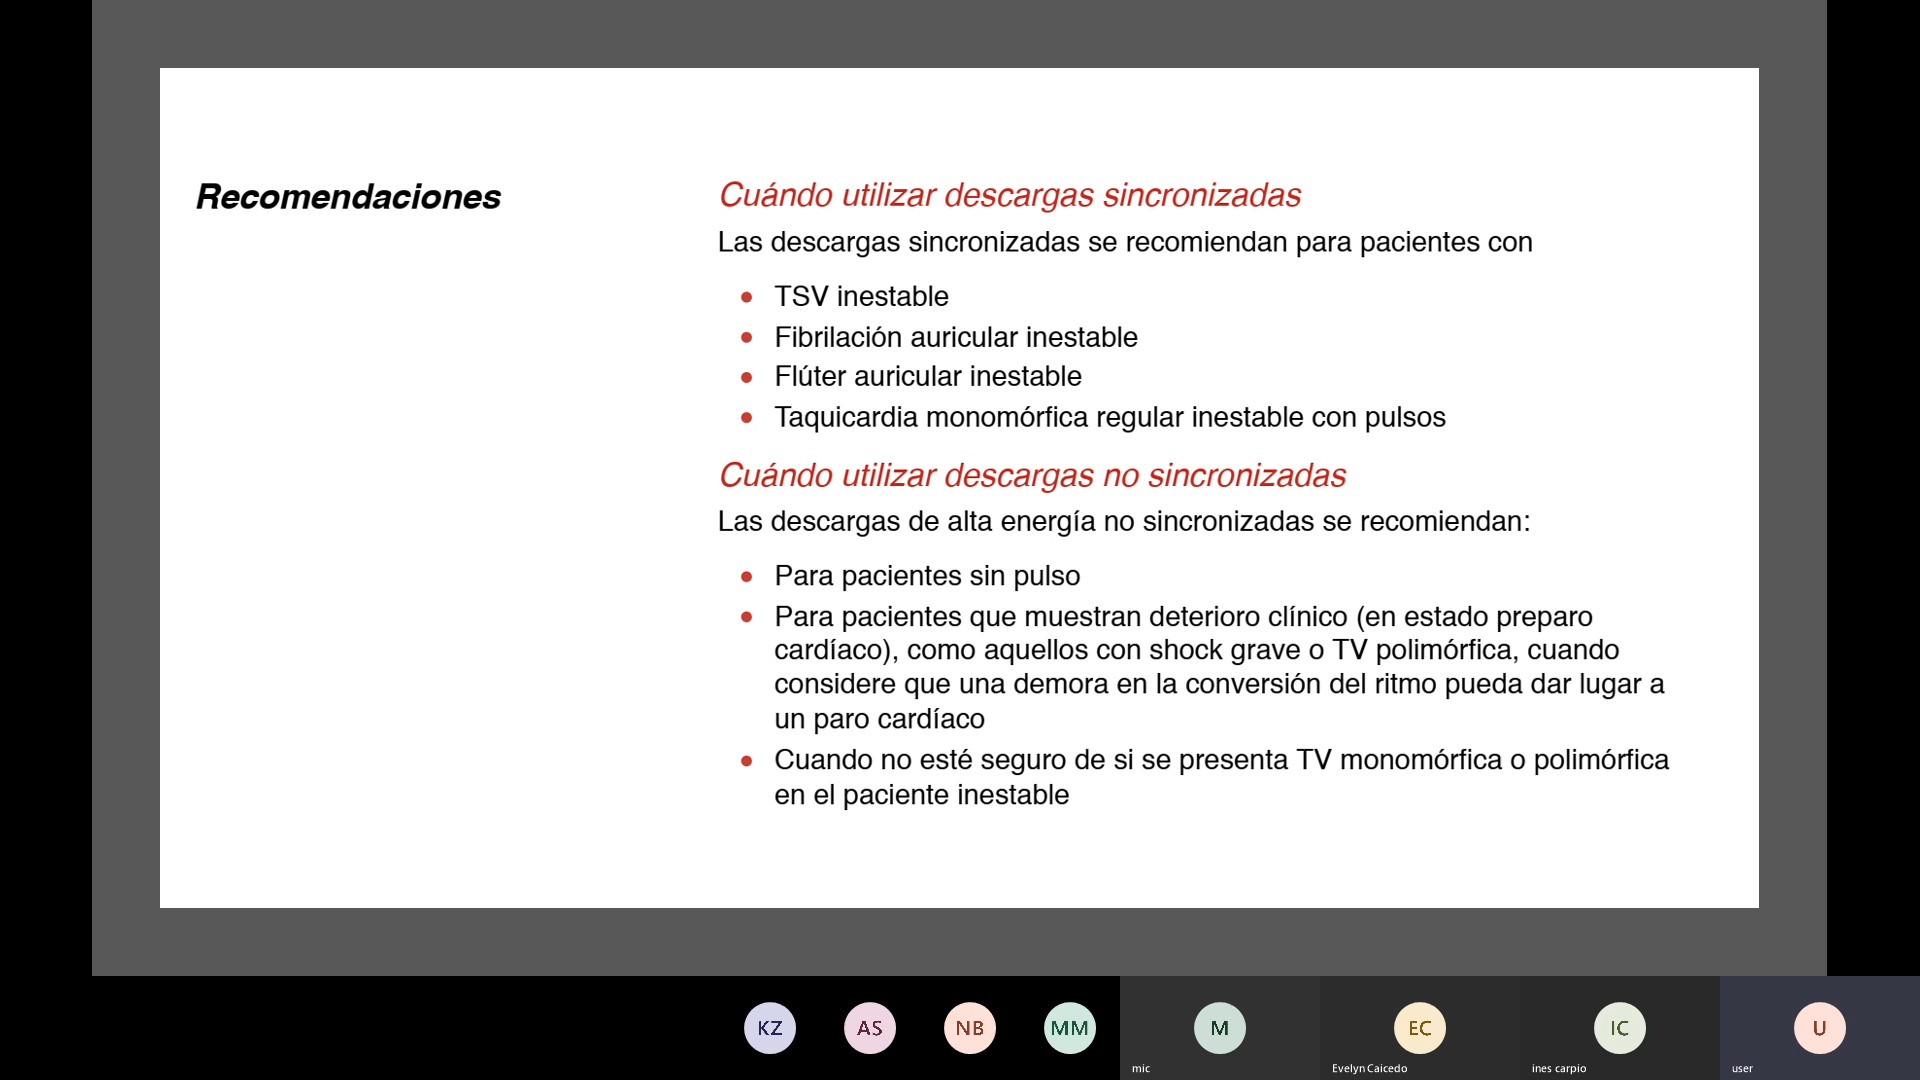 Recomendaciones
Cuándo utilizar descargas sincronizadas
Las descargas sincronizadas se recomiendan para pacientes con
• TSV inestable
• Fibrilación auricular inestable
• Flúter auricular inestable
• Taquicardia monomórfica regular inestable con pulsos
Cuándo utilizar descargas no sincronizadas
Las descargas de alta energía no sincronizadas se recomiendan:
• Para pacientes sin pulso
• Para pacientes que muestran deterioro clínico (en estado preparo
cardíaco), como aquellos con shock grave o TV polimórfica, cuando
considere que una demora en la conversión del ritmo pueda dar lugar a
un paro cardíaco
• Cuando no esté seguro de si se presenta TV monomórfica o polimórfica
en el paciente inestable
KZ AS NB MM M EC IC U
mic Evelyn Caicedo ines carpio user